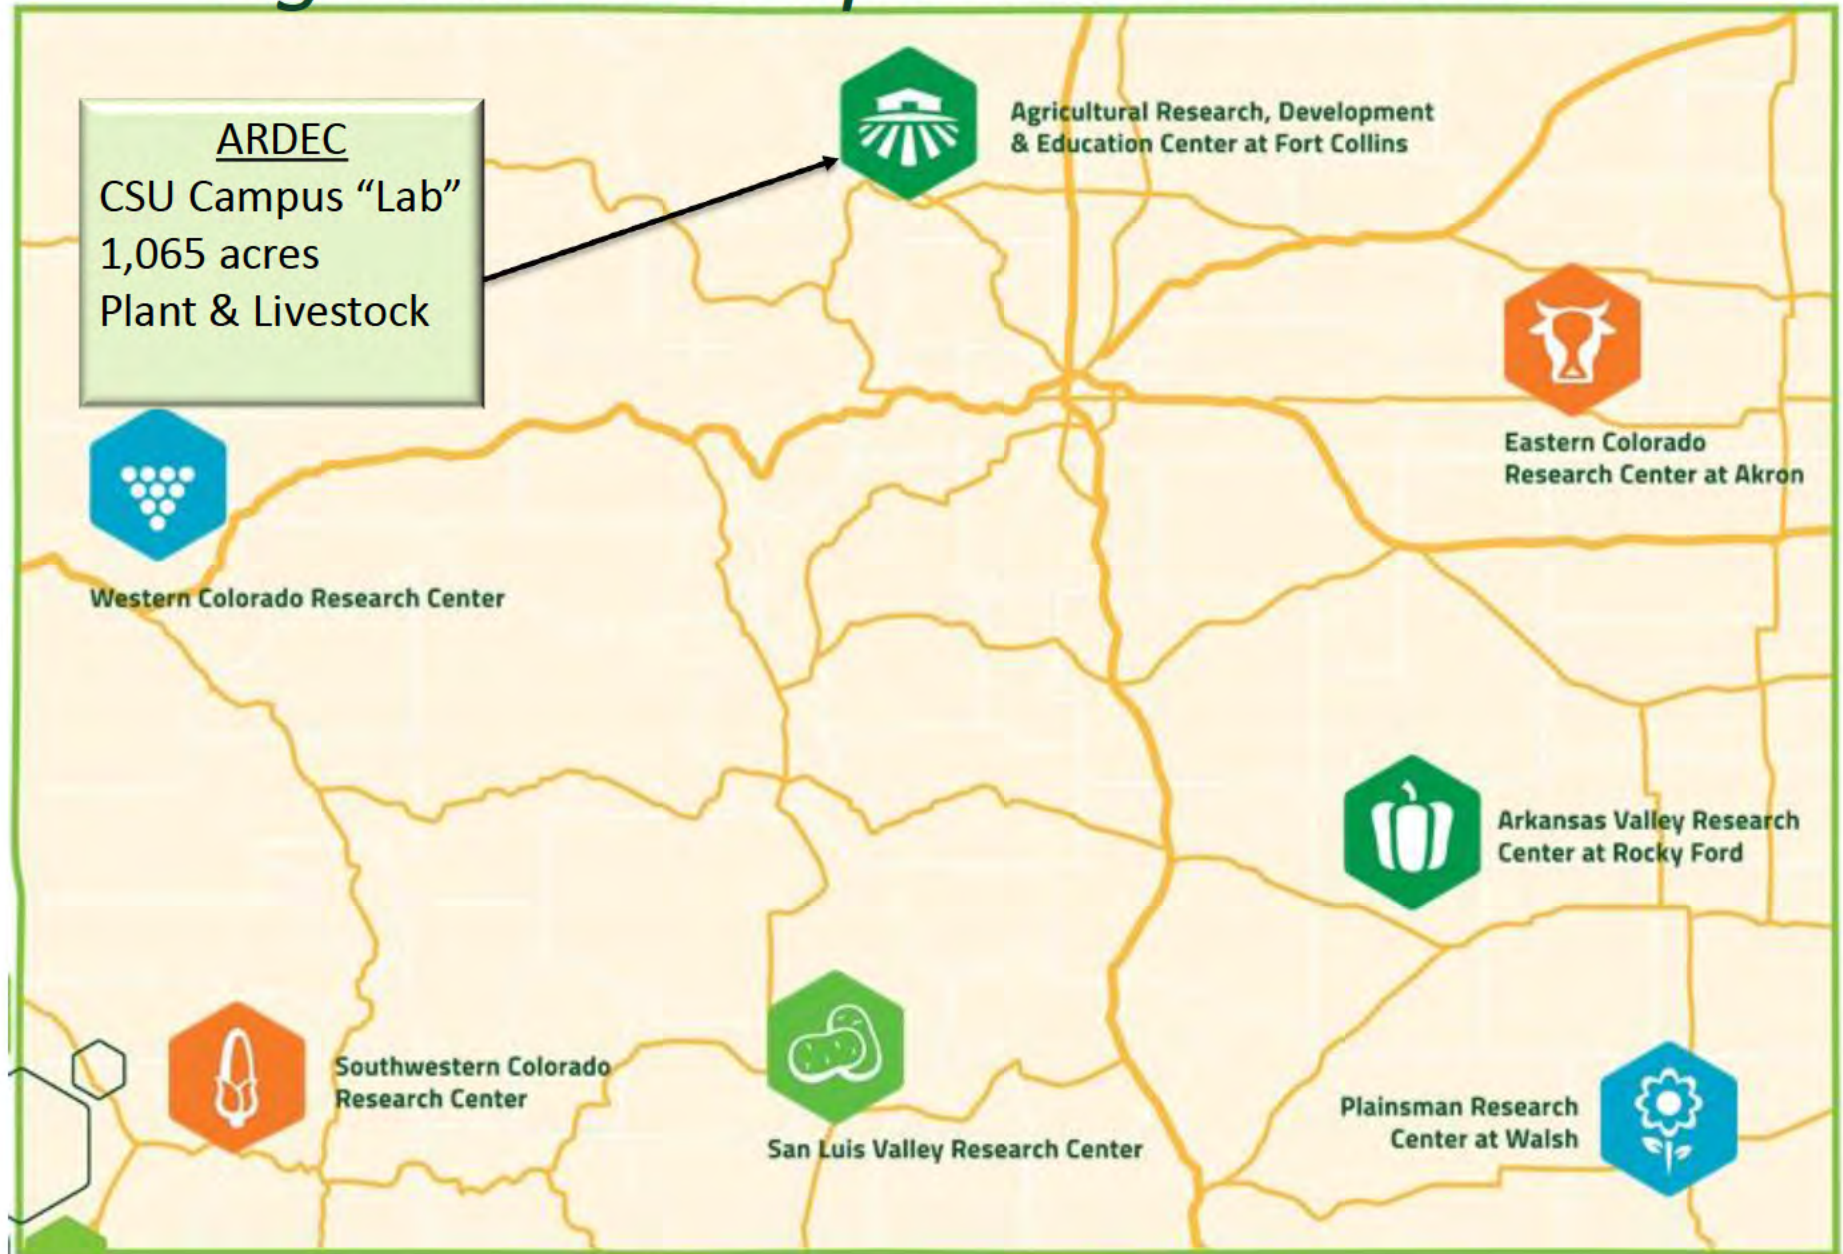 ARDEC
CSU Campus “Lab”
1,065 acres
Plant & Livestock
Agricultural Research, Development
& Education Center at Fort Collins
Eastern Colorado
Research Center at Akron
Western Colorado Research Center
Arkansas Valley Research
Center at Rocky Ford
Southwestern Colorado
Research Center
San Luis Valley Research Center
Plainsman Research
Center at Walsh